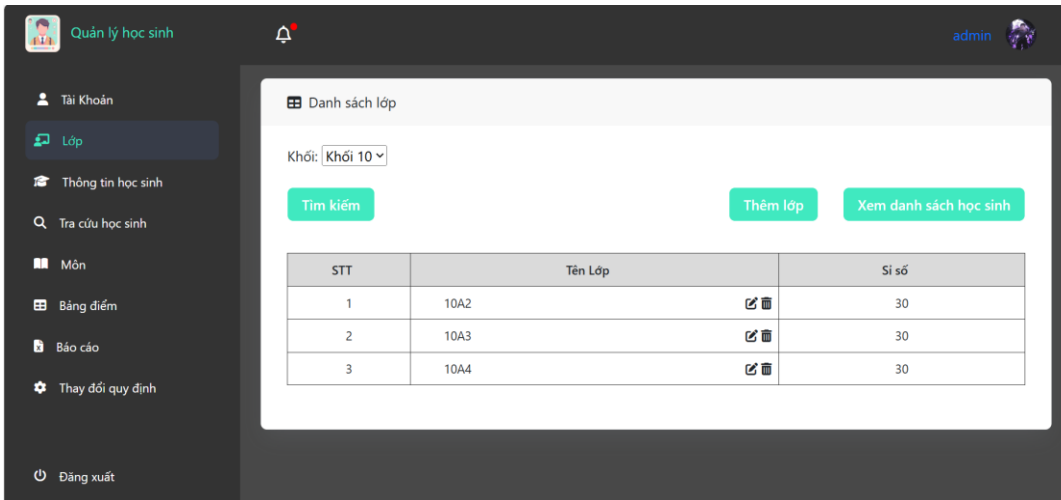 Quản lý học sinh
admin
Tài Khoản
Lớp
Thông tin học sinh
Tra cứu học sinh
Môn
Bảng điểm
Báo cáo
Thay đổi quy định
Đăng xuất
Danh sách lớp
Khối: Khối 10
Tìm kiếm Thêm lớp Xem danh sách học sinh
STT Tên Lớp Sỉ số
1 10A2 30
2 10A3 30
3 10A4 30